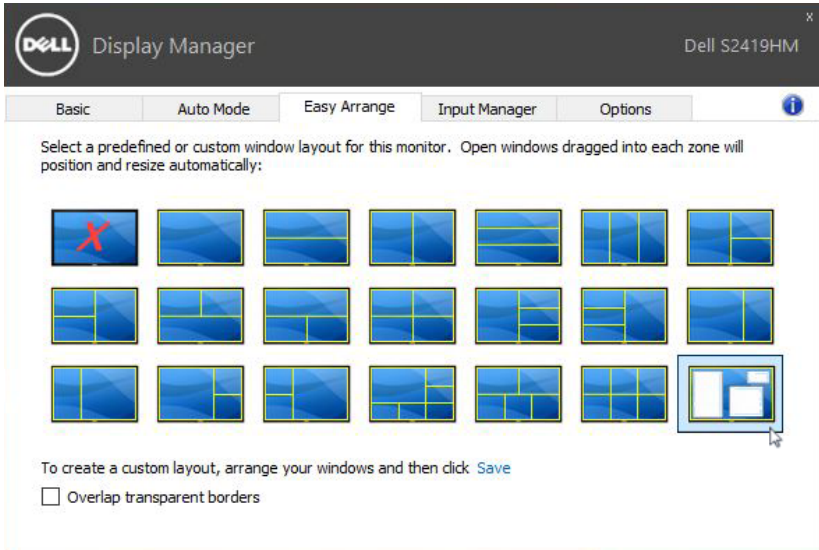 x
DELL Display Manager Dell S2419HM
Basic Auto Mode Easy Arrange Input Manager Options i
Select a predefined or custom window layout for this monitor. Open windows dragged into each zone will
position and resize automatically:
X
To create a custom layout, arrange your windows and then click Save
Overlap transparent borders